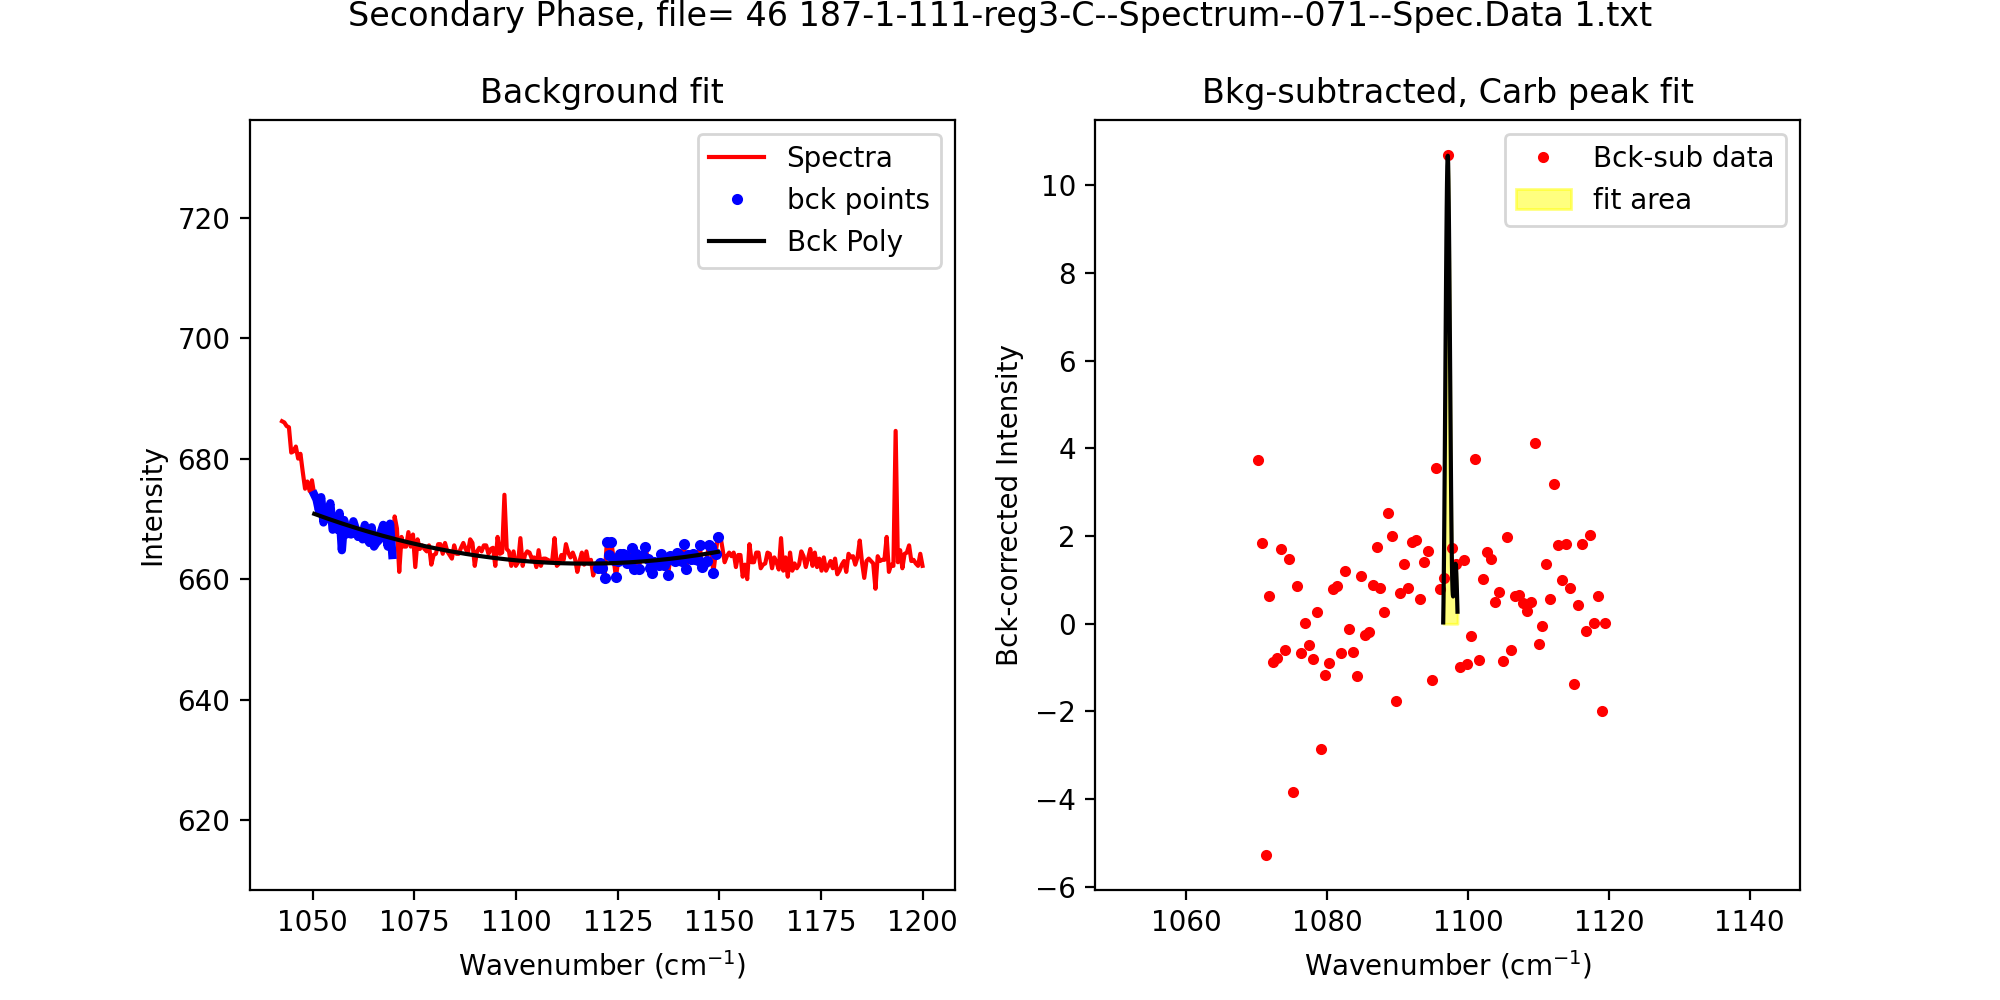 Secondary Phase, file= 46 187-1-111-reg3-C--Spectrum--071--Spec.Data 1.txt
Background fit
Spectra
bck points
Bck Poly
Intensity
720
700
680
660
640
620
1050 1075 1100 1125 1150 1175 1200
Wavenumber (cm⁻¹)
Bkg-subtracted, Carb peak fit
Bck-sub data
fit area
Bck-corrected Intensity
10
8
6
4
2
0
−2
−4
−6
1060 1080 1100 1120 1140
Wavenumber (cm⁻¹)